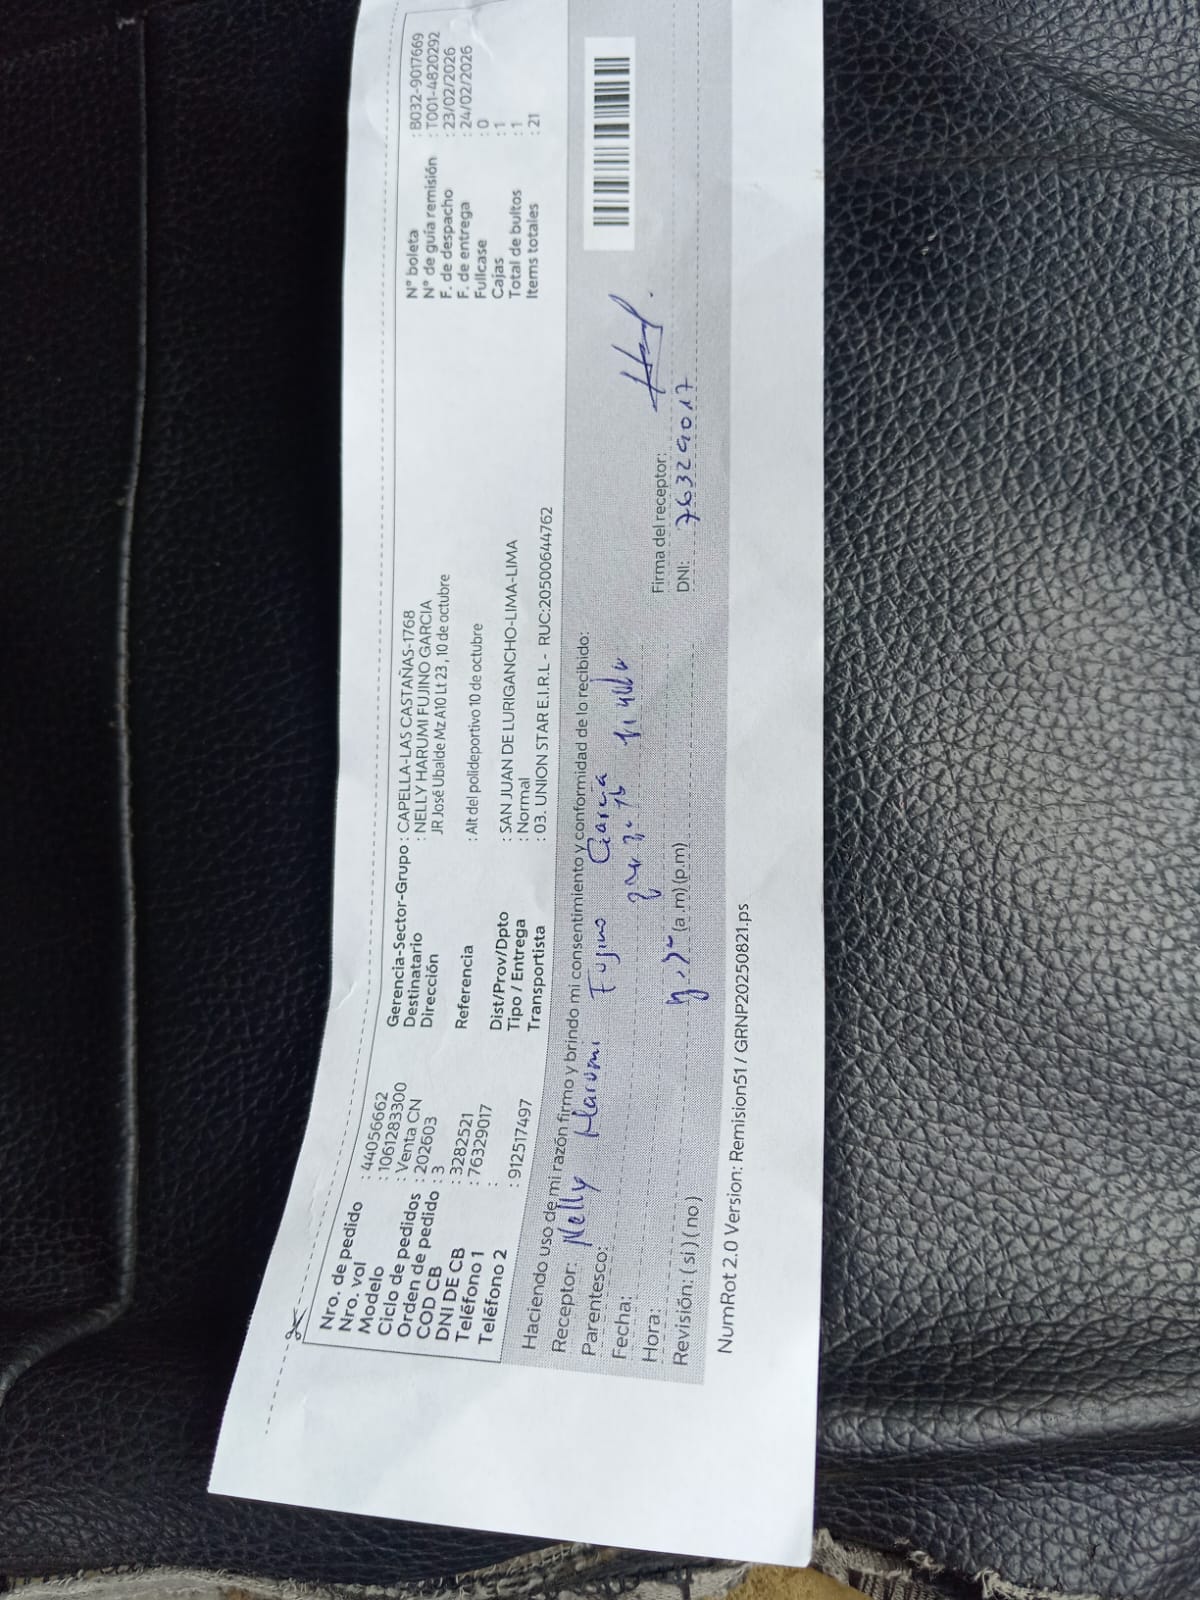 Nro. de pedido : 44056662
Nro. vol : 1061283300
Modelo : Venta CN
Ciclo de pedidos : 202603
Orden de pedido : 3
COD CB : 3282521
DNI DE CB : 76329017
Teléfono 1 :
Teléfono 2 : 912517497
Gerencia-Sector-Grupo : CAPELLA-LAS CASTAÑAS-1768
Destinatario : NELLY HARUMI FUJINO GARCIA
Dirección JR José Ubalde Mz A10 Lt 23 , 10 de octubre
Referencia : Alt del polideportivo 10 de octubre
Dist/Prov/Dpto : SAN JUAN DE LURIGANCHO-LIMA-LIMA
Tipo / Entrega : Normal
Transportista : 03. UNION STAR E.I.R.L - RUC:20500644762
N° boleta : B032-9017669
N° de guía remisión : T001-4820292
F. de despacho : 23/02/2026
F. de entrega : 24/02/2026
Fullcase : 0
Cajas : 1
Total de bultos : 1
Items totales : 21
Haciendo uso de mi razón firmo y brindo mi consentimiento y conformidad de lo recibido:
Receptor: Nelly Harumi Fujino Garcia
Parentesco:
Fecha:
Hora: (a.m) (p.m)
Revisión: ( si ) ( no )
Firma del receptor:
DNI: 76329017
NumRot 2.0 Version: Remision51 / GRNP20250821.ps